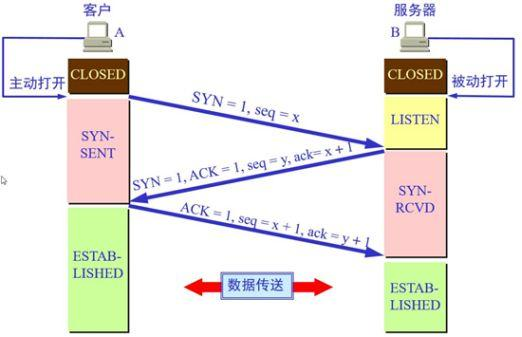 客户
服务器
A
B
主动打开
CLOSED
CLOSED
被动打开
SYN = 1, seq = x
LISTEN
SYN-
SENT
SYN = 1, ACK = 1, seq = y, ack= x + 1
SYN-
RCVD
ACK = 1, seq = x + 1, ack = y + 1
ESTAB-
LISHED
数据传送
ESTAB-
LISHED